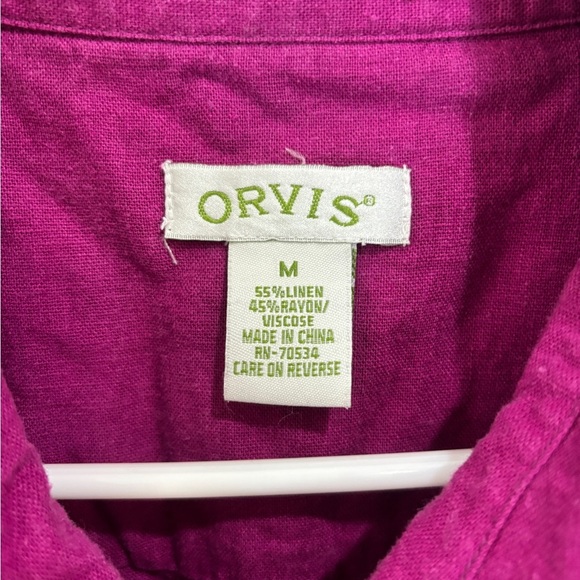 ORVIS®
M
55%LINEN
45%RAYON/
VISCOSE
MADE IN CHINA
RN-70534
CARE ON REVERSE